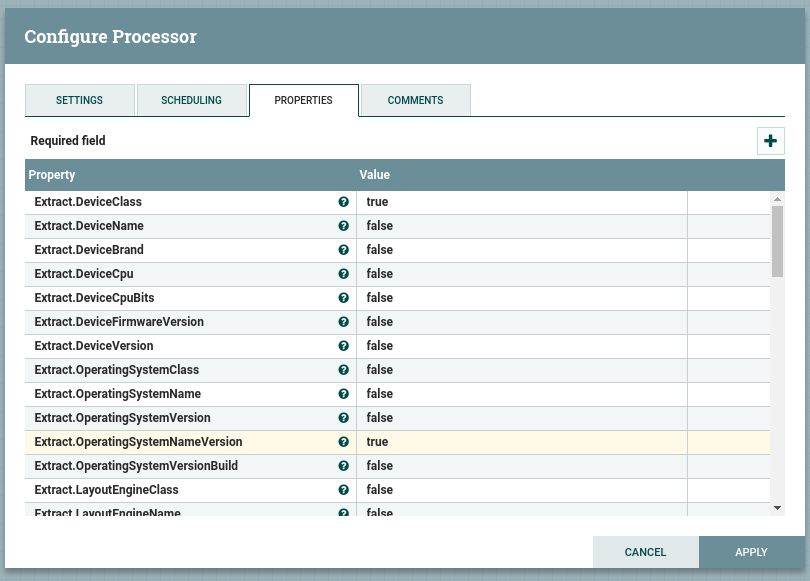 Configure Processor
SETTINGS SCHEDULING PROPERTIES COMMENTS
Required field
Property Value
Extract.DeviceClass true
Extract.DeviceName false
Extract.DeviceBrand false
Extract.DeviceCpu false
Extract.DeviceCpuBits false
Extract.DeviceFirmwareVersion false
Extract.DeviceVersion false
Extract.OperatingSystemClass false
Extract.OperatingSystemName false
Extract.OperatingSystemVersion false
Extract.OperatingSystemNameVersion true
Extract.OperatingSystemVersionBuild false
Extract.LayoutEngineClass false
Extract.LayoutEngineName false
CANCEL APPLY